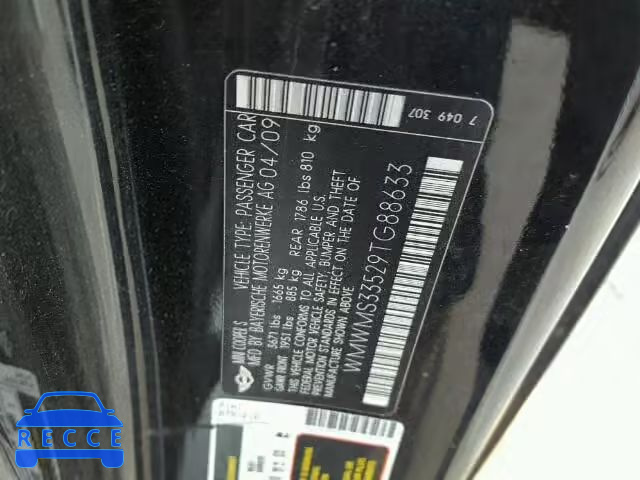 MINI COOPER S VEHICLE TYPE: PASSENGER CAR
MFD BY BAYERISCHE MOTORENWERKE AG 04/09
GVWR 3671 lbs 1665 kg
GAWR FRONT 1951 lbs 885 kg REAR 1786 lbs 810 kg
THIS VEHICLE CONFORMS TO ALL APPLICABLE U.S.
FEDERAL MOTOR VEHICLE SAFETY, BUMPER AND THEFT
PREVENTION STANDARDS IN EFFECT ON THE DATE OF
MANUFACTURE SHOWN ABOVE.
WMWMS33529TG88633
7 049 307
RECCE